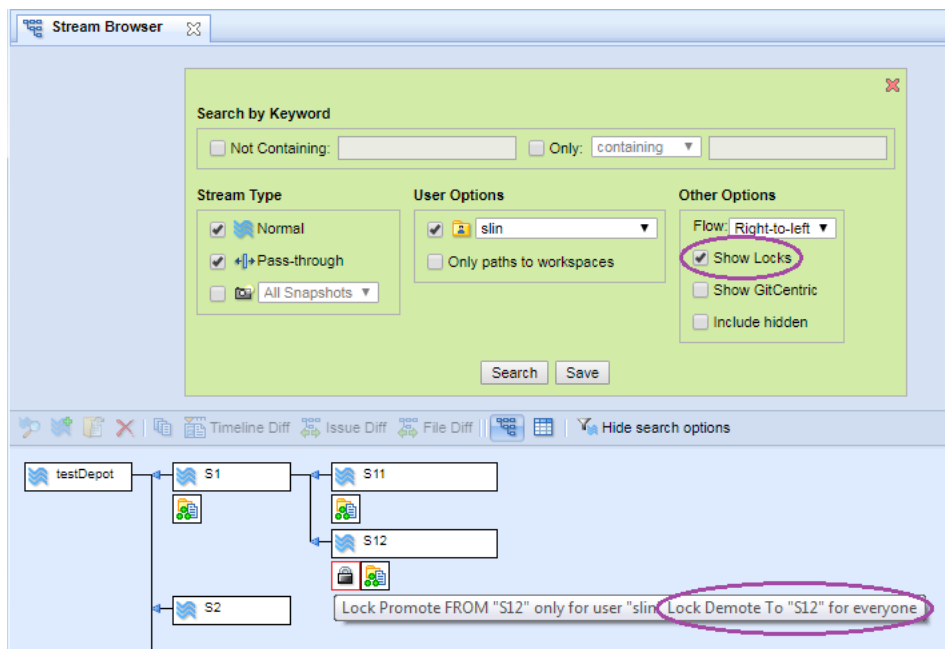 Stream Browser
Search by Keyword
Not Containing: Only: containing
Stream Type User Options Other Options
Normal slin Flow: Right-to-left
Pass-through Only paths to workspaces Show Locks
All Snapshots Show GitCentric
Include hidden
Search Save
Timeline Diff Issue Diff File Diff Hide search options
testDepot S1 S11
S12
S2 Lock Promote FROM "S12" only for user "slin Lock Demote To "S12" for everyone